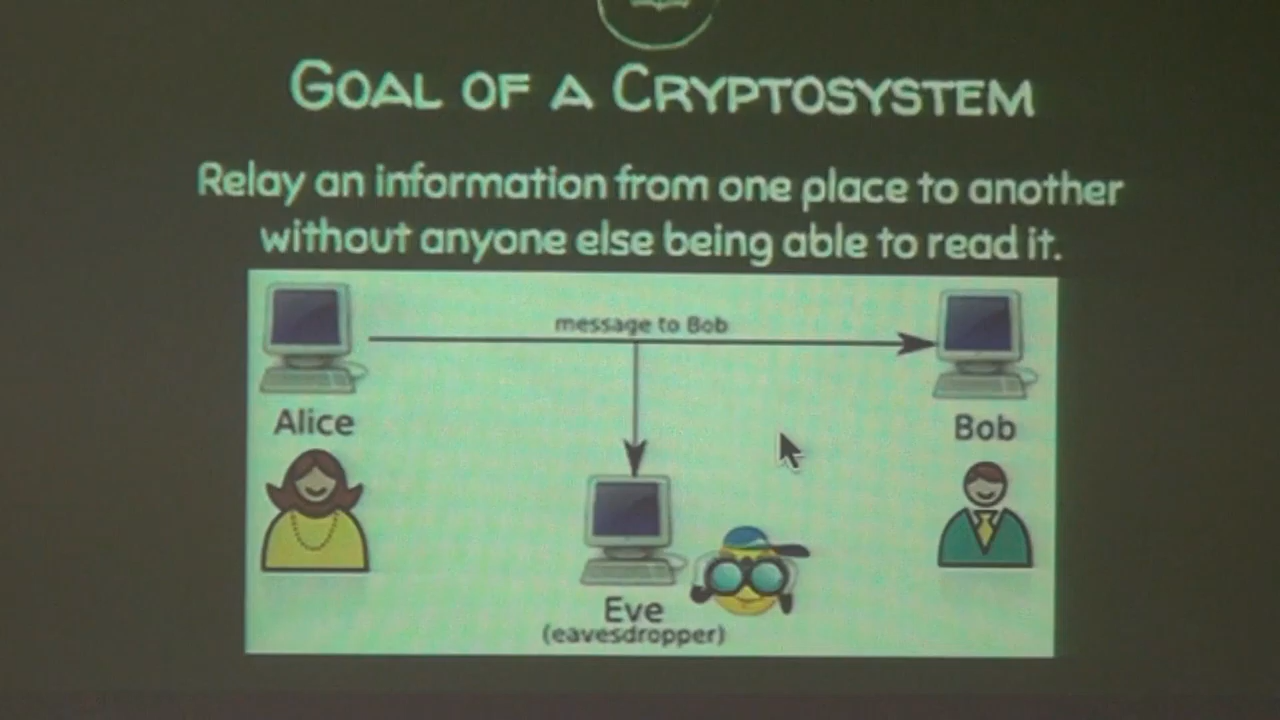 GOAL OF A CRYPTOSYSTEM
Relay an information from one place to another
without anyone else being able to read it.
message to Bob
Alice
Bob
Eve
(eavesdropper)